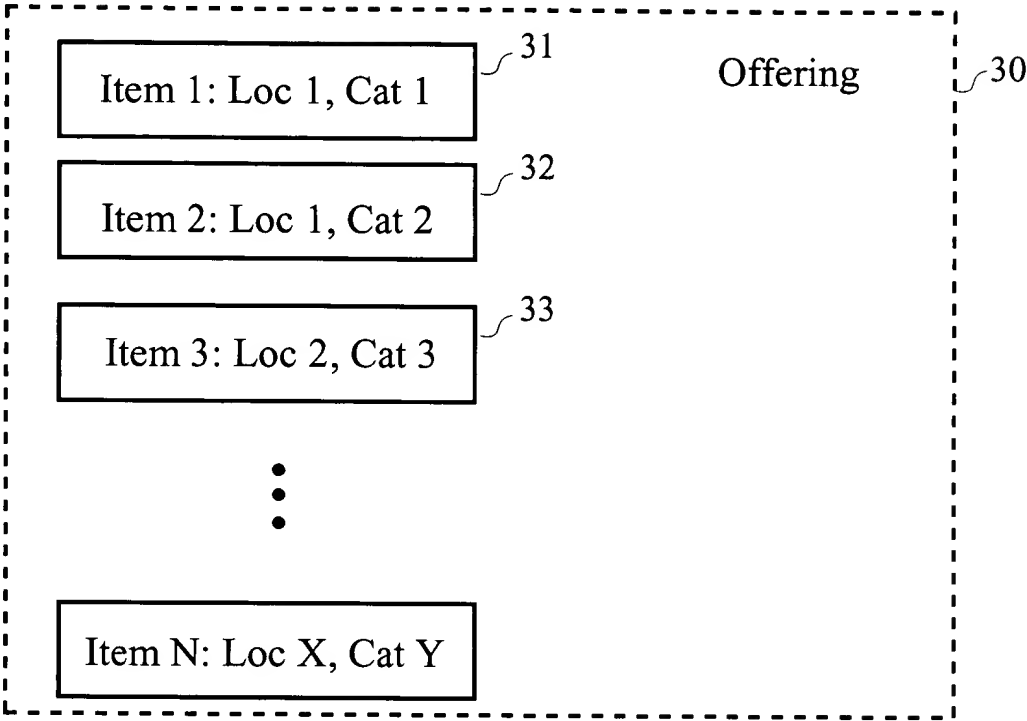 31
Item 1: Loc 1, Cat 1
Offering
30
32
Item 2: Loc 1, Cat 2
33
Item 3: Loc 2, Cat 3
Item N: Loc X, Cat Y